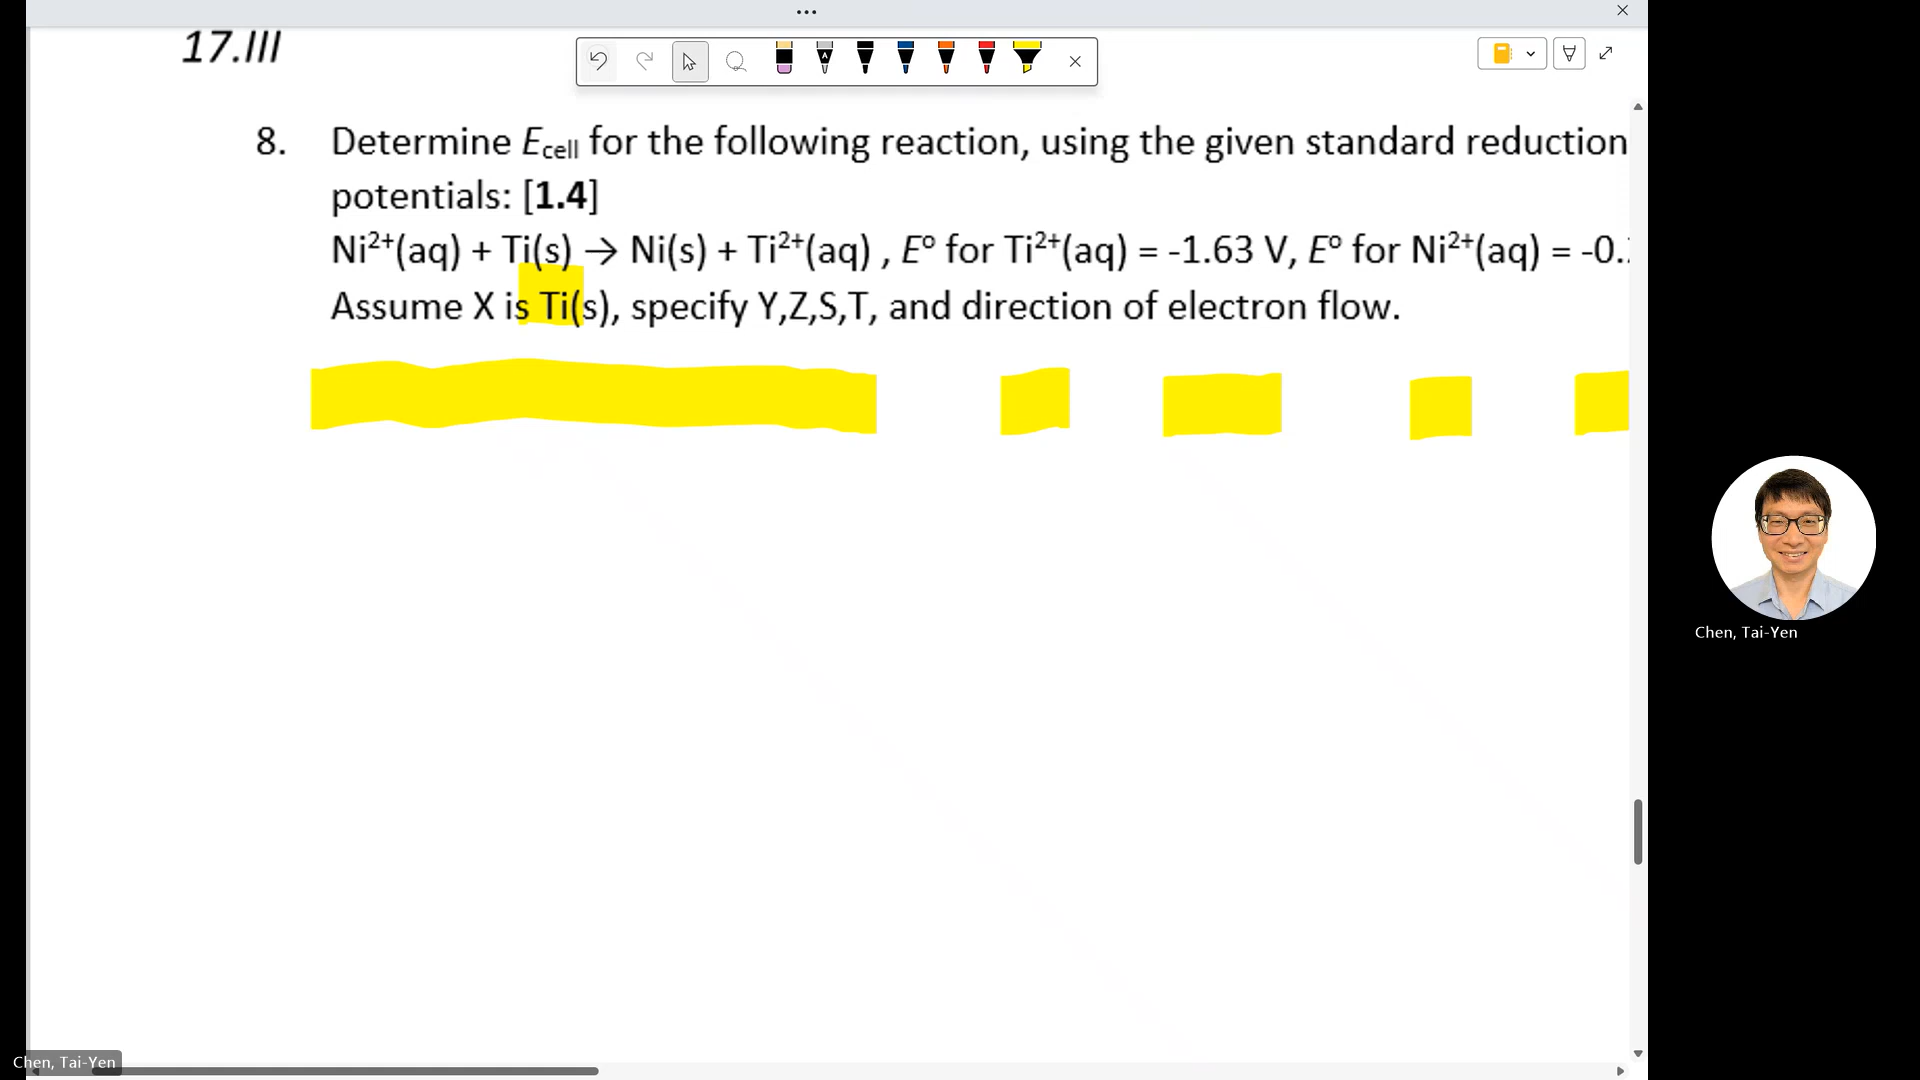 17.III
8. Determine Ecell for the following reaction, using the given standard reduction
potentials: [1.4]
Ni²⁺(aq) + Ti(s) → Ni(s) + Ti²⁺(aq) , E° for Ti²⁺(aq) = -1.63 V, E° for Ni²⁺(aq) = -0.
Assume X is Ti(s), specify Y,Z,S,T, and direction of electron flow.
Chen, Tai-Yen
Chen, Tai-Yen